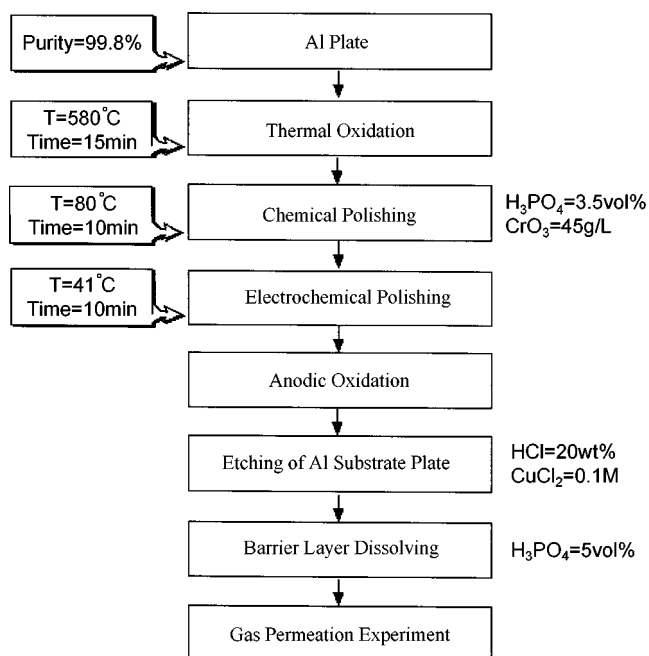 Purity=99.8%
Al Plate
T=580°C
Time=15min
Thermal Oxidation
T=80°C
Time=10min
Chemical Polishing
H₃PO₄=3.5vol%
CrO₃=45g/L
T=41°C
Time=10min
Electrochemical Polishing
Anodic Oxidation
Etching of Al Substrate Plate
HCl=20wt%
CuCl₂=0.1M
Barrier Layer Dissolving
H₃PO₄=5vol%
Gas Permeation Experiment